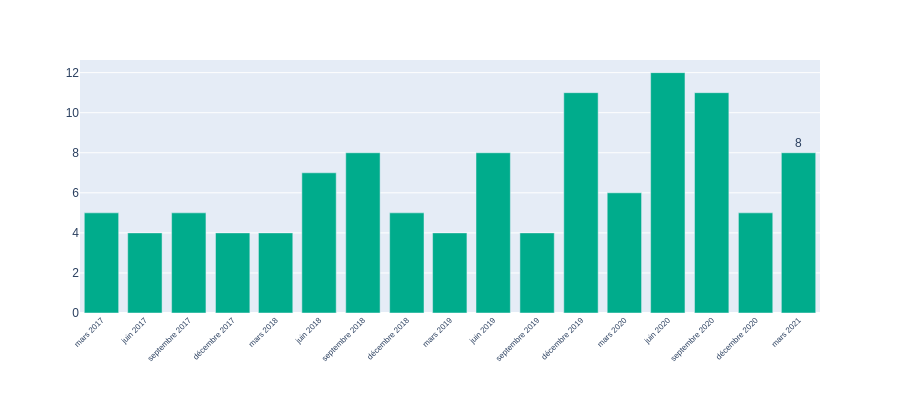 12
10
8
6
4
2
0
8
mars 2017
juin 2017
septembre 2017
décembre 2017
mars 2018
juin 2018
septembre 2018
décembre 2018
mars 2019
juin 2019
septembre 2019
décembre 2019
mars 2020
juin 2020
septembre 2020
décembre 2020
mars 2021